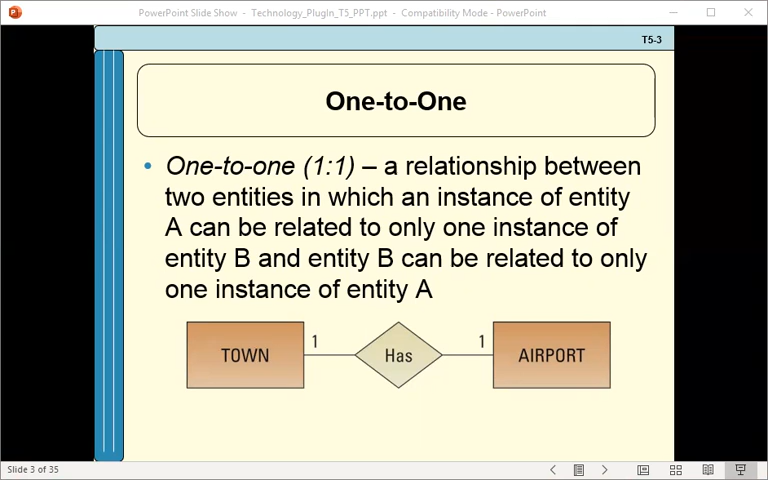 PowerPoint Slide Show - Technology_PlugIn_T5_PPT.ppt - Compatibility Mode - PowerPoint
T5-3
One-to-One
• One-to-one (1:1) – a relationship between
two entities in which an instance of entity
A can be related to only one instance of
entity B and entity B can be related to only
one instance of entity A
TOWN 1 Has 1 AIRPORT
Slide 3 of 35